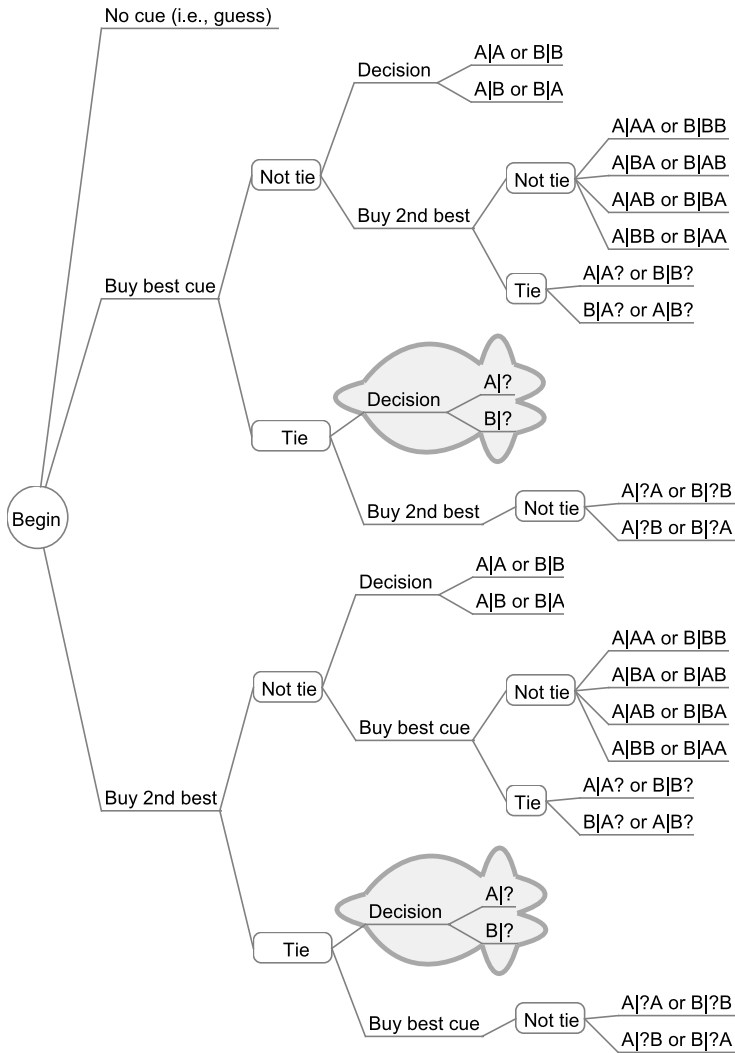 No cue (i.e., guess)
Decision
A|A or B|B
A|B or B|A
Not tie
Buy 2nd best
Not tie
A|AA or B|BB
A|BA or B|AB
A|AB or B|BA
A|BB or B|AA
Tie
A|A? or B|B?
B|A? or A|B?
Buy best cue
Tie
Decision
A|?
B|?
Buy 2nd best
Not tie
A|?A or B|?B
A|?B or B|?A
Begin
Decision
A|A or B|B
A|B or B|A
Not tie
Buy best cue
Not tie
A|AA or B|BB
A|BA or B|AB
A|AB or B|BA
A|BB or B|AA
Tie
A|A? or B|B?
B|A? or A|B?
Buy 2nd best
Tie
Decision
A|?
B|?
Buy best cue
Not tie
A|?A or B|?B
A|?B or B|?A